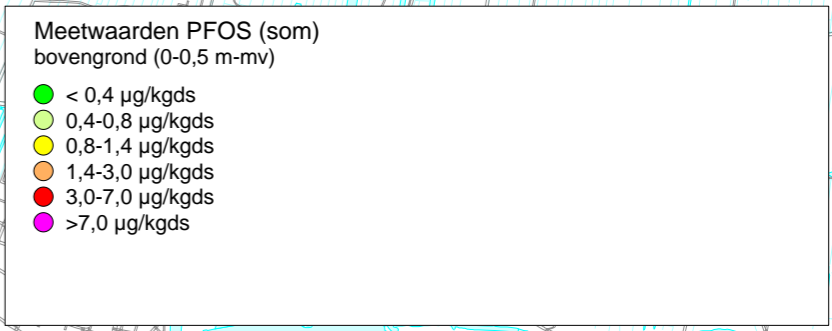 Meetwaarden PFOS (som)
bovengrond (0-0,5 m-mv)
< 0,4 µg/kgds
0,4-0,8 µg/kgds
0,8-1,4 µg/kgds
1,4-3,0 µg/kgds
3,0-7,0 µg/kgds
>7,0 µg/kgds